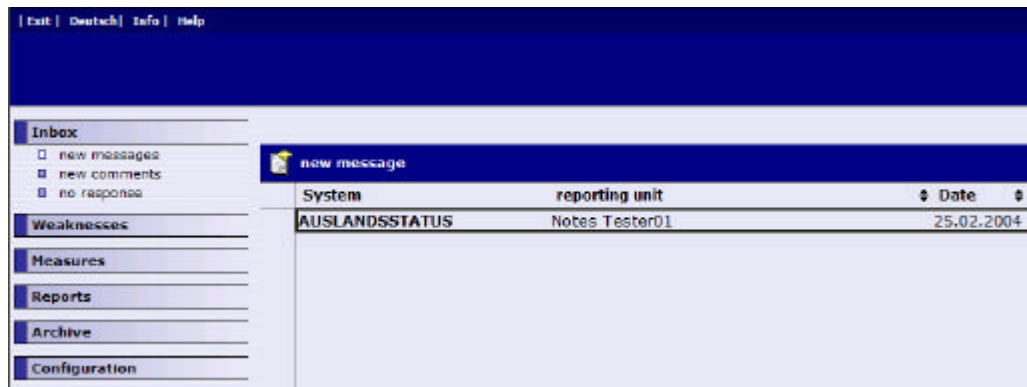 | Exit | Deutsch| Info | Help
Inbox
new messages
new comments
no response
Weaknesses
Measures
Reports
Archive
Configuration
new message
System reporting unit Date
AUSLANDSSTATUS Notes Tester01 25.02.2004